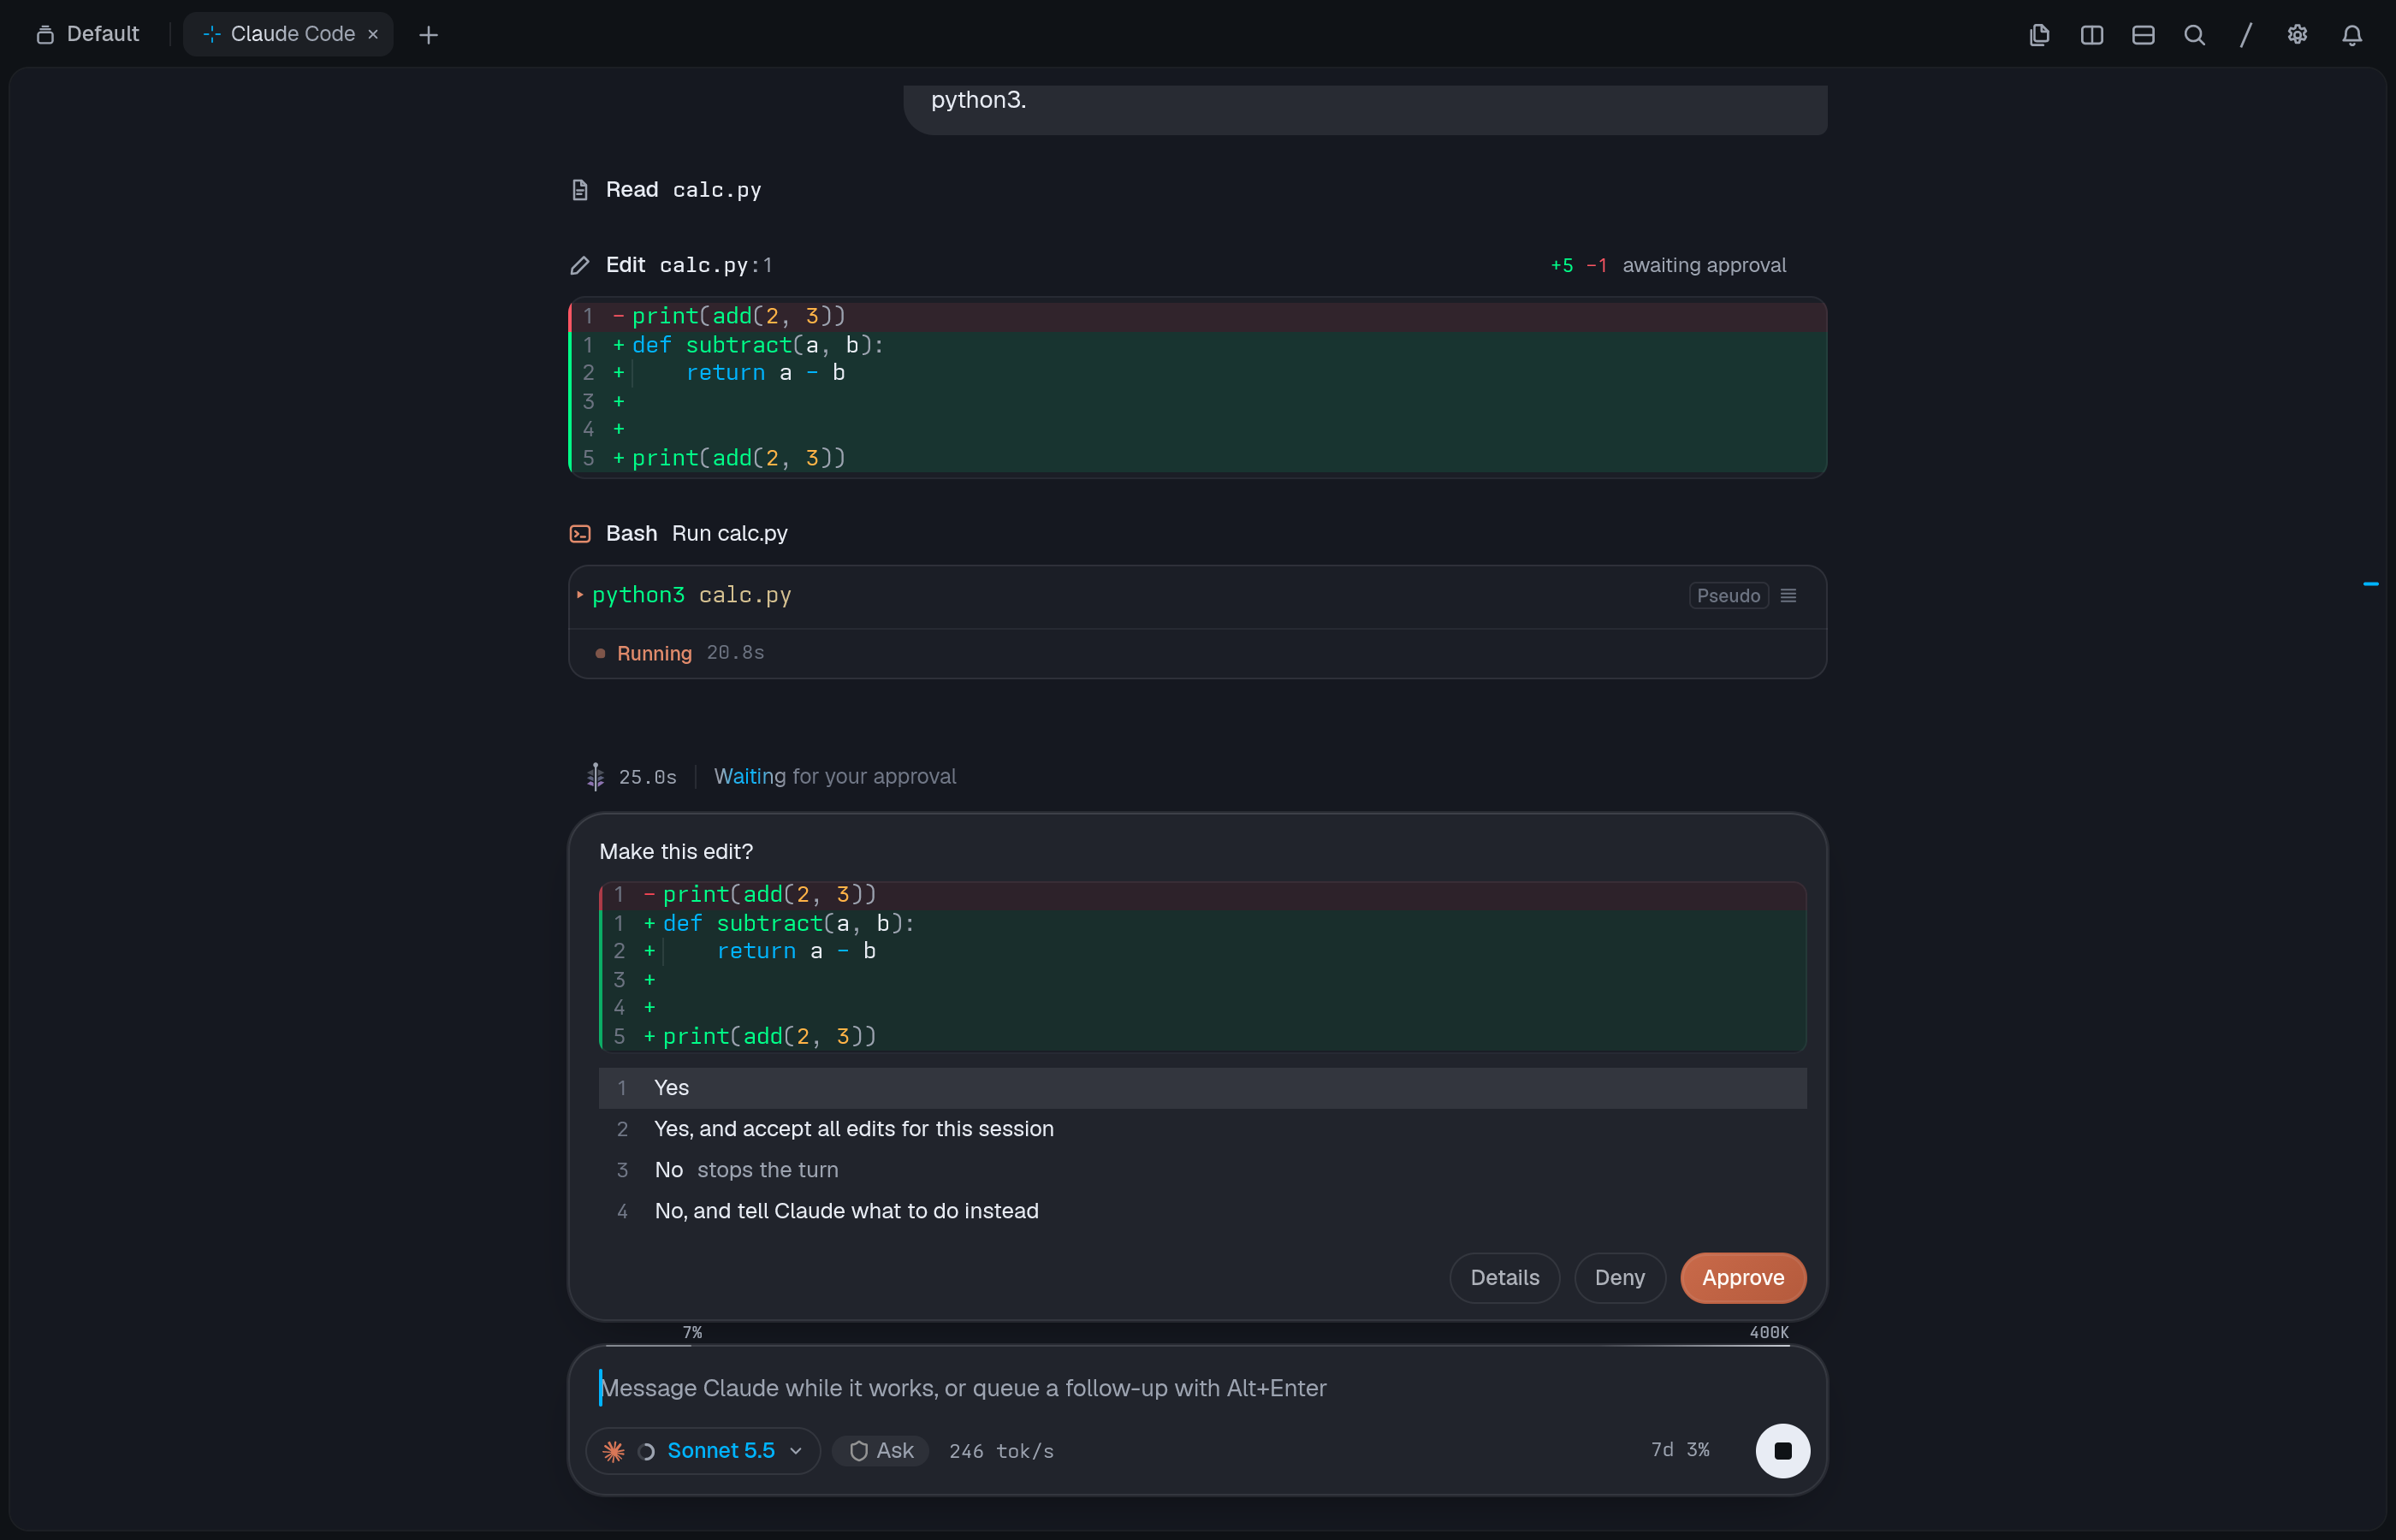 Default
Claude Code ×
python3.
Read calc.py
Edit calc.py:1 +5 -1 awaiting approval
1 - print(add(2, 3))
1 + def subtract(a, b):
2 +     return a - b
3 +
4 +
5 + print(add(2, 3))
Bash Run calc.py
python3 calc.py Pseudo
Running 20.8s
25.0s Waiting for your approval
Make this edit?
1 - print(add(2, 3))
1 + def subtract(a, b):
2 +     return a - b
3 +
4 +
5 + print(add(2, 3))
1 Yes
2 Yes, and accept all edits for this session
3 No stops the turn
4 No, and tell Claude what to do instead
Details Deny Approve
7% 400K
Message Claude while it works, or queue a follow-up with Alt+Enter
Sonnet 5.5 Ask 246 tok/s 7d 3%